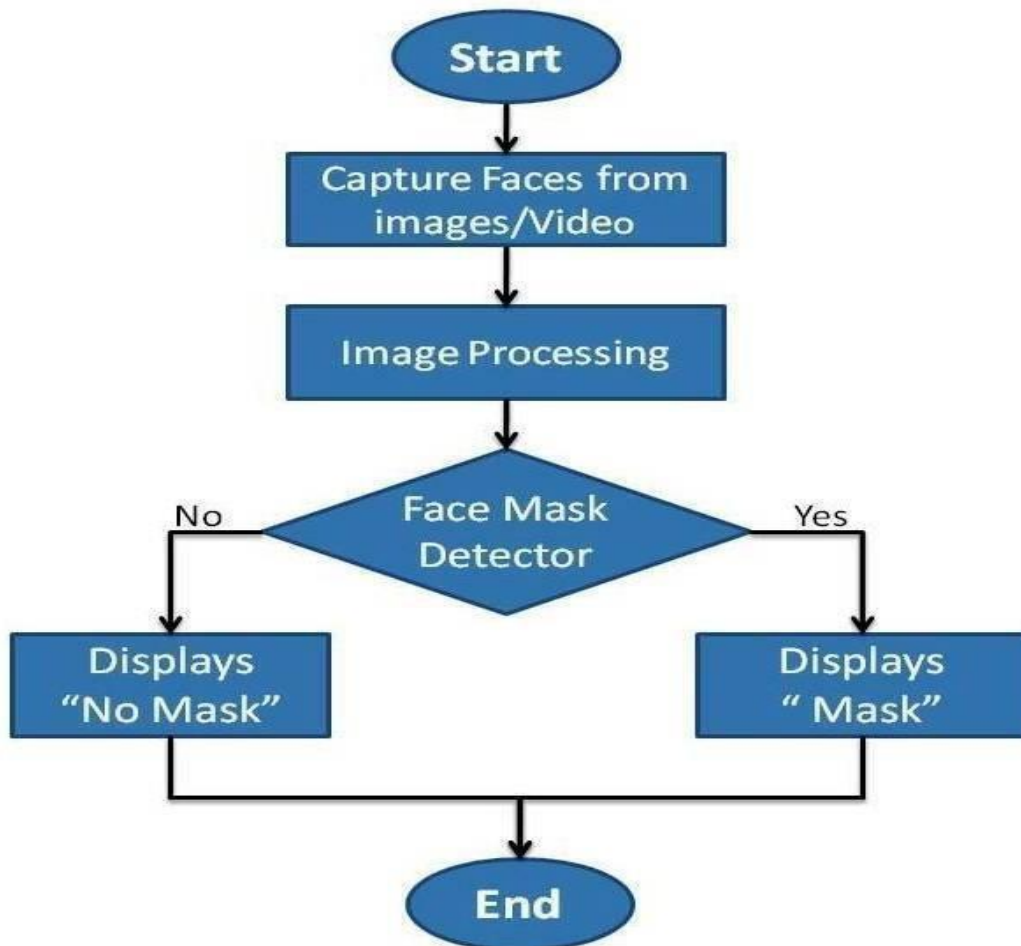 Start
Capture Faces from
images/Video
Image Processing
Face Mask
Detector
No
Yes
Displays
“No Mask”
Displays
“ Mask”
End